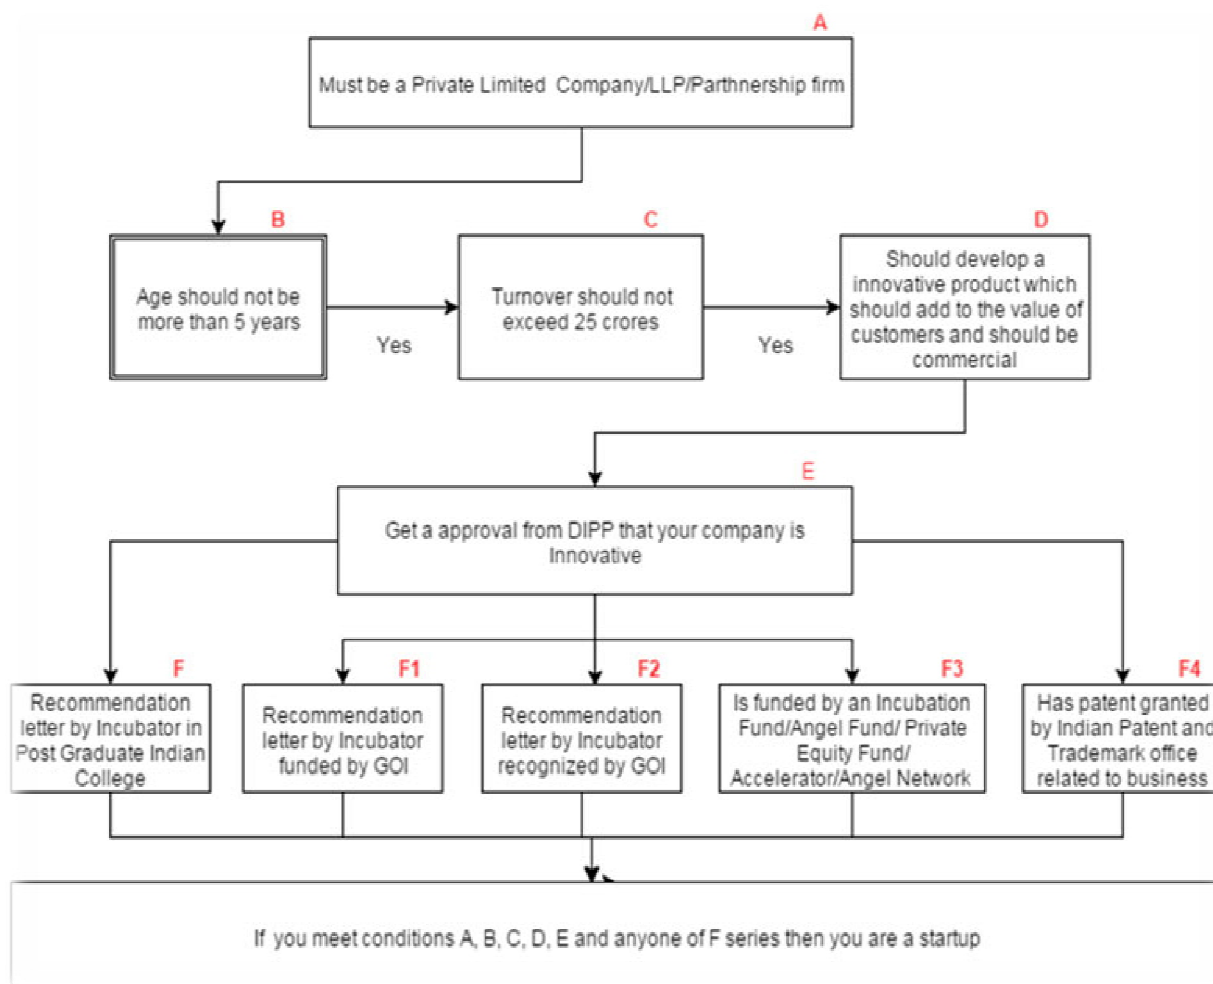 A
Must be a Private Limited Company/LLP/Parthnership firm
B
C
D
Age should not be
more than 5 years
Yes
Turnover should not
exceed 25 crores
Yes
Should develop a
innovative product which
should add to the value of
customers and should be
commercial
E
Get a approval from DIPP that your company is
Innovative
F
F1
F2
F3
F4
Recommendation
letter by Incubator in
Post Graduate Indian
College
Recommendation
letter by Incubator
funded by GOI
Recommendation
letter by Incubator
recognized by GOI
Is funded by an Incubation
Fund/Angel Fund/ Private
Equity Fund/
Accelerator/Angel Network
Has patent granted
by Indian Patent and
Trademark office
related to business
If you meet conditions A, B, C, D, E and anyone of F series then you are a startup